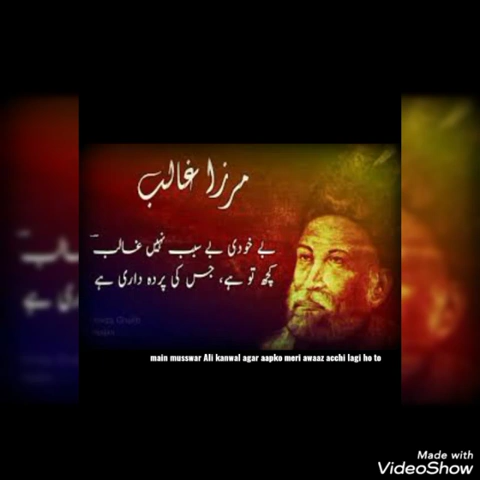 مرزا غالب
بے خودی بے سبب نہیں غالب
کچھ تو ہے، جس کی پردہ داری ہے
main musswar Ali kanwal agar aapko meri awaaz acchi lagi ho to
Made with
VideoShow